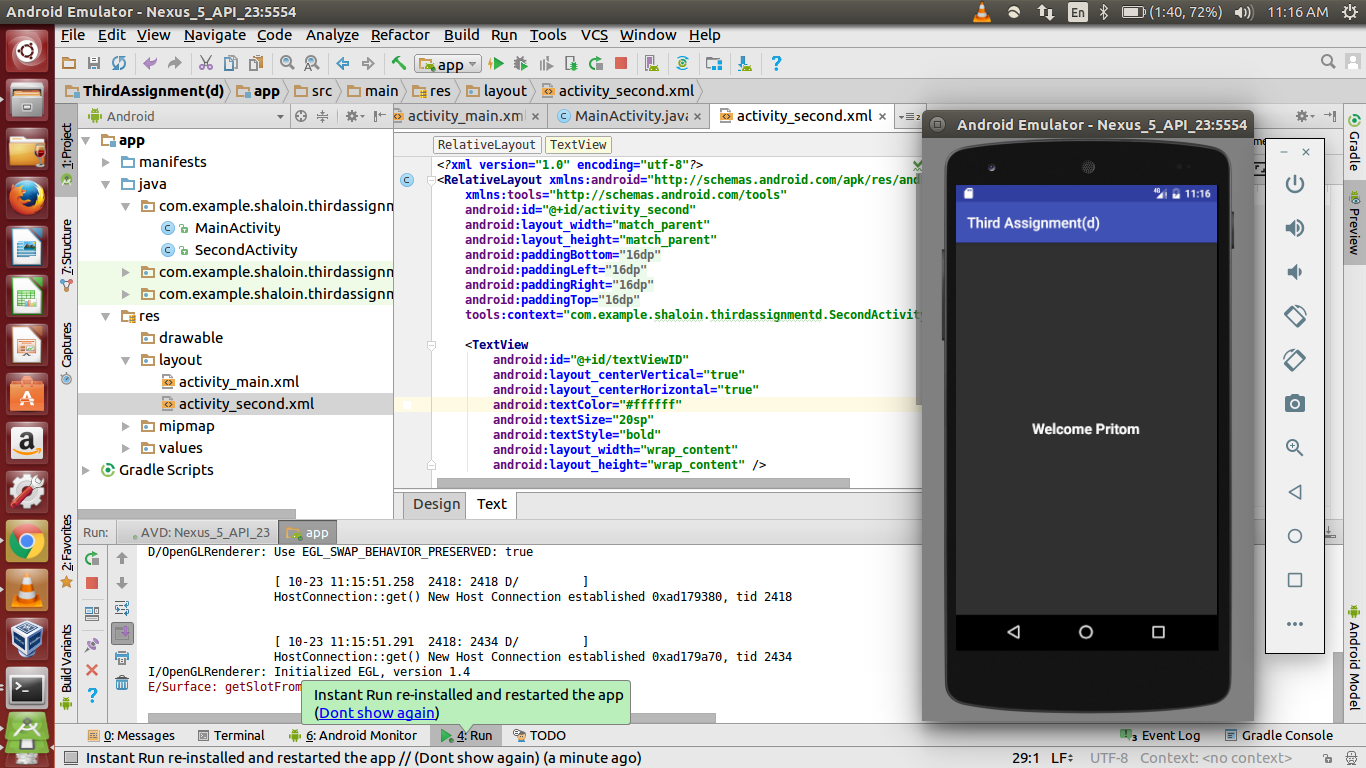 Android Emulator - Nexus_5_API_23:5554
En
(1:40, 72%)
11:16 AM
File Edit View Navigate Code Analyze Refactor Build Run Tools VCS Window Help
app
ThirdAssignment(d) app src main res layout activity_second.xml
Android
activity_main.xml MainActivity.java activity_second.xml
1: Project
7: Structure
Captures
2: Favorites
Build Variants
app
manifests
java
com.example.shaloin.thirdassignm
MainActivity
SecondActivity
com.example.shaloin.thirdassignm
com.example.shaloin.thirdassignm
res
drawable
layout
activity_main.xml
activity_second.xml
mipmap
values
Gradle Scripts
RelativeLayout TextView
<?xml version="1.0" encoding="utf-8"?>
<RelativeLayout xmlns:android="http://schemas.android.com/apk/res/and
xmlns:tools="http://schemas.android.com/tools"
android:id="@+id/activity_second"
android:layout_width="match_parent"
android:layout_height="match_parent"
android:paddingBottom="16dp"
android:paddingLeft="16dp"
android:paddingRight="16dp"
android:paddingTop="16dp"
tools:context="com.example.shaloin.thirdassignmentd.SecondActivity
<TextView
android:id="@+id/textViewID"
android:layout_centerVertical="true"
android:layout_centerHorizontal="true"
android:textColor="#ffffff"
android:textSize="20sp"
android:textStyle="bold"
android:layout_width="wrap_content"
android:layout_height="wrap_content" />
Design Text
Android Emulator - Nexus_5_API_23:5554
4G 11:16
Third Assignment(d)
Welcome Pritom
Gradle
Preview
Android Model
Run: AVD: Nexus_5_API_23 app
D/OpenGLRenderer: Use EGL_SWAP_BEHAVIOR_PRESERVED: true
[ 10-23 11:15:51.258 2418: 2418 D/ ]
HostConnection::get() New Host Connection established 0xad179380, tid 2418
[ 10-23 11:15:51.291 2418: 2434 D/ ]
HostConnection::get() New Host Connection established 0xad179a70, tid 2434
I/OpenGLRenderer: Initialized EGL, version 1.4
E/Surface: getSlotFrom
Instant Run re-installed and restarted the app
(Dont show again)
0: Messages Terminal 6: Android Monitor 4: Run TODO 3 Event Log Gradle Console
Instant Run re-installed and restarted the app // (Dont show again) (a minute ago) 29:1 LF UTF-8 Context: <no context>